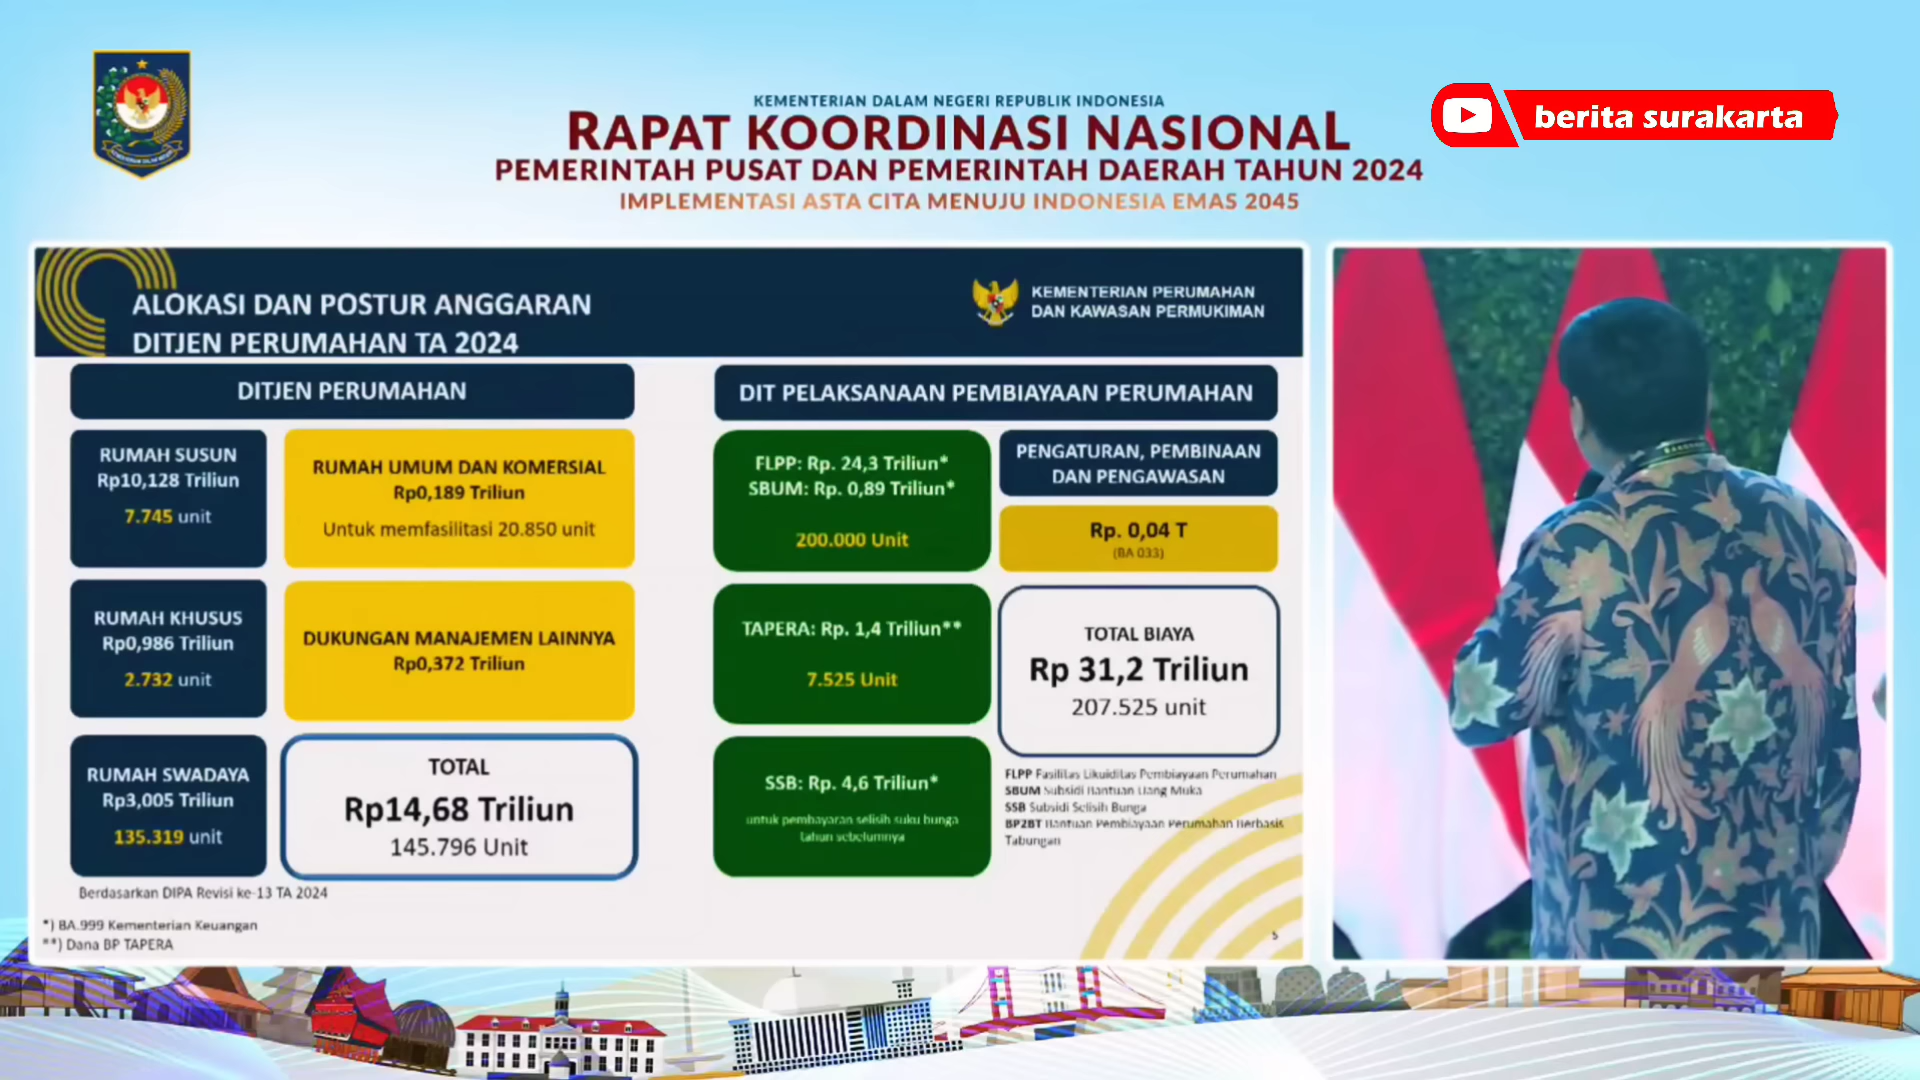 KEMENTERIAN DALAM NEGERI REPUBLIK INDONESIA
RAPAT KOORDINASI NASIONAL
PEMERINTAH PUSAT DAN PEMERINTAH DAERAH TAHUN 2024
IMPLEMENTASI ASTA CITA MENUJU INDONESIA EMAS 2045
berita surakarta
ALOKASI DAN POSTUR ANGGARAN
DITJEN PERUMAHAN TA 2024
KEMENTERIAN PERUMAHAN
DAN KAWASAN PERMUKIMAN
DITJEN PERUMAHAN
RUMAH SUSUN
Rp10,128 Triliun
7.745 unit
RUMAH UMUM DAN KOMERSIAL
Rp0,189 Triliun
Untuk memfasilitasi 20.850 unit
RUMAH KHUSUS
Rp0,986 Triliun
2.732 unit
DUKUNGAN MANAJEMEN LAINNYA
Rp0,372 Triliun
RUMAH SWADAYA
Rp3,005 Triliun
135.319 unit
TOTAL
Rp14,68 Triliun
145.796 Unit
Berdasarkan DIPA Revisi ke-13 TA 2024
*) BA.999 Kementerian Keuangan
**) Dana BP TAPERA
DIT PELAKSANAAN PEMBIAYAAN PERUMAHAN
FLPP: Rp. 24,3 Triliun*
SBUM: Rp. 0,89 Triliun*
200.000 Unit
PENGATURAN, PEMBINAAN
DAN PENGAWASAN
Rp. 0,04 T
(BA 033)
TAPERA: Rp. 1,4 Triliun**
7.525 Unit
TOTAL BIAYA
Rp 31,2 Triliun
207.525 unit
SSB: Rp. 4,6 Triliun*
untuk pembayaran selisih suku bunga
tahun sebelumnya
FLPP Fasilitas Likuiditas Pembiayaan Perumahan
SBUM Subsidi Bantuan Uang Muka
SSB Subsidi Selisih Bunga
BP2BT Bantuan Pembiayaan Perumahan Berbasis
Tabungan
5